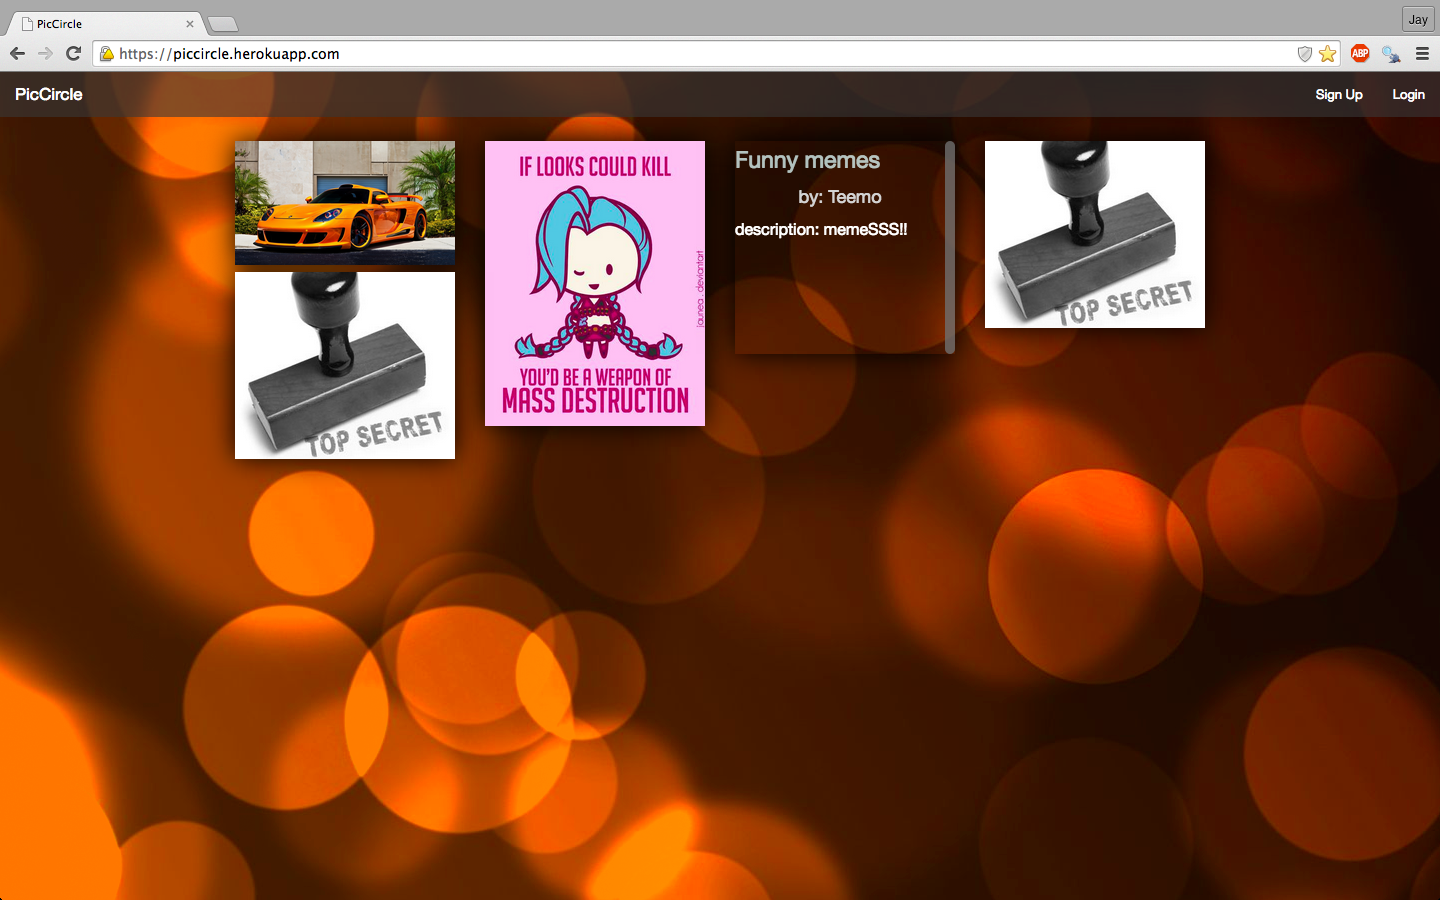 PicCircle
Jay
https://piccircle.herokuapp.com
ABP
PicCircle
Sign Up
Login
IF LOOKS COULD KILL
jaunea . deviantart
YOU'D BE A WEAPON OF
MASS DESTRUCTION
Funny memes
by: Teemo
description: memeSSS!!
TOP SECRET
TOP SECRET